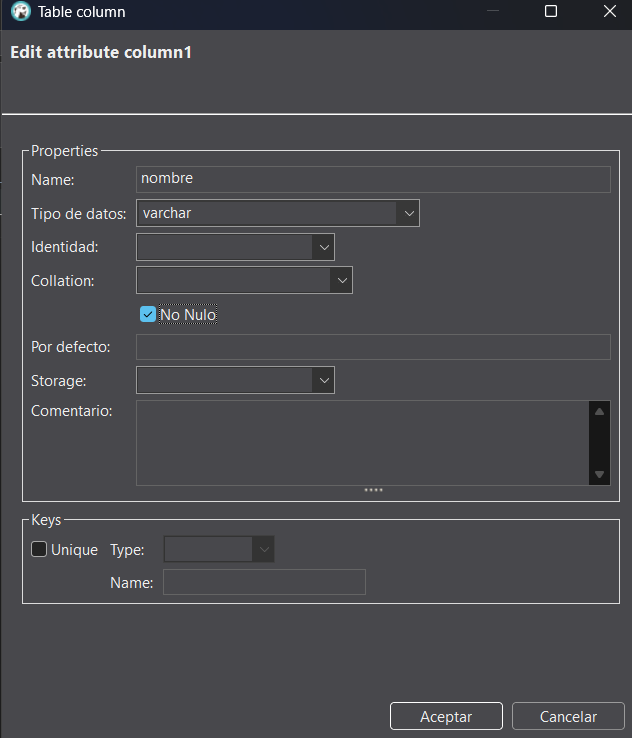 Table column
Edit attribute column1
Properties
Name: nombre
Tipo de datos: varchar
Identidad:
Collation:
No Nulo
Por defecto:
Storage:
Comentario:
Keys
Unique Type:
Name:
Aceptar Cancelar